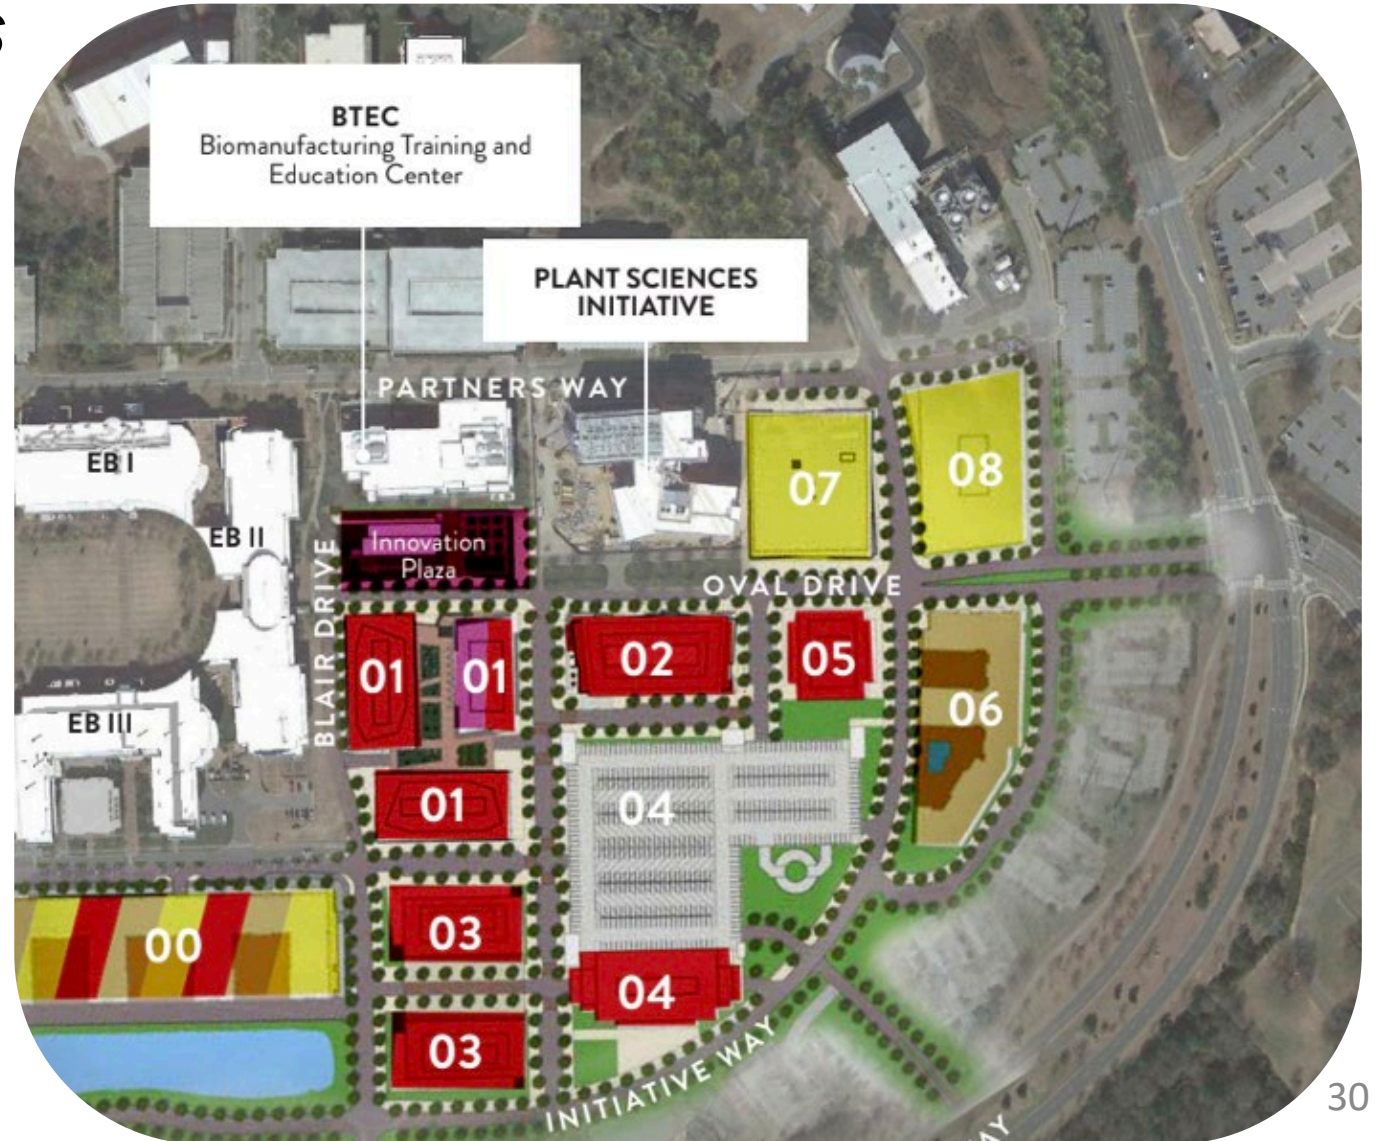 BTEC
Biomanufacturing Training and
Education Center
PLANT SCIENCES
INITIATIVE
PARTNERS WAY
EB I
EB II
07
08
Innovation
Plaza
OVAL DRIVE
BLAIR DRIVE
01
01
02
05
06
EB III
01
04
00
03
04
03
INITIATIVE WAY
30